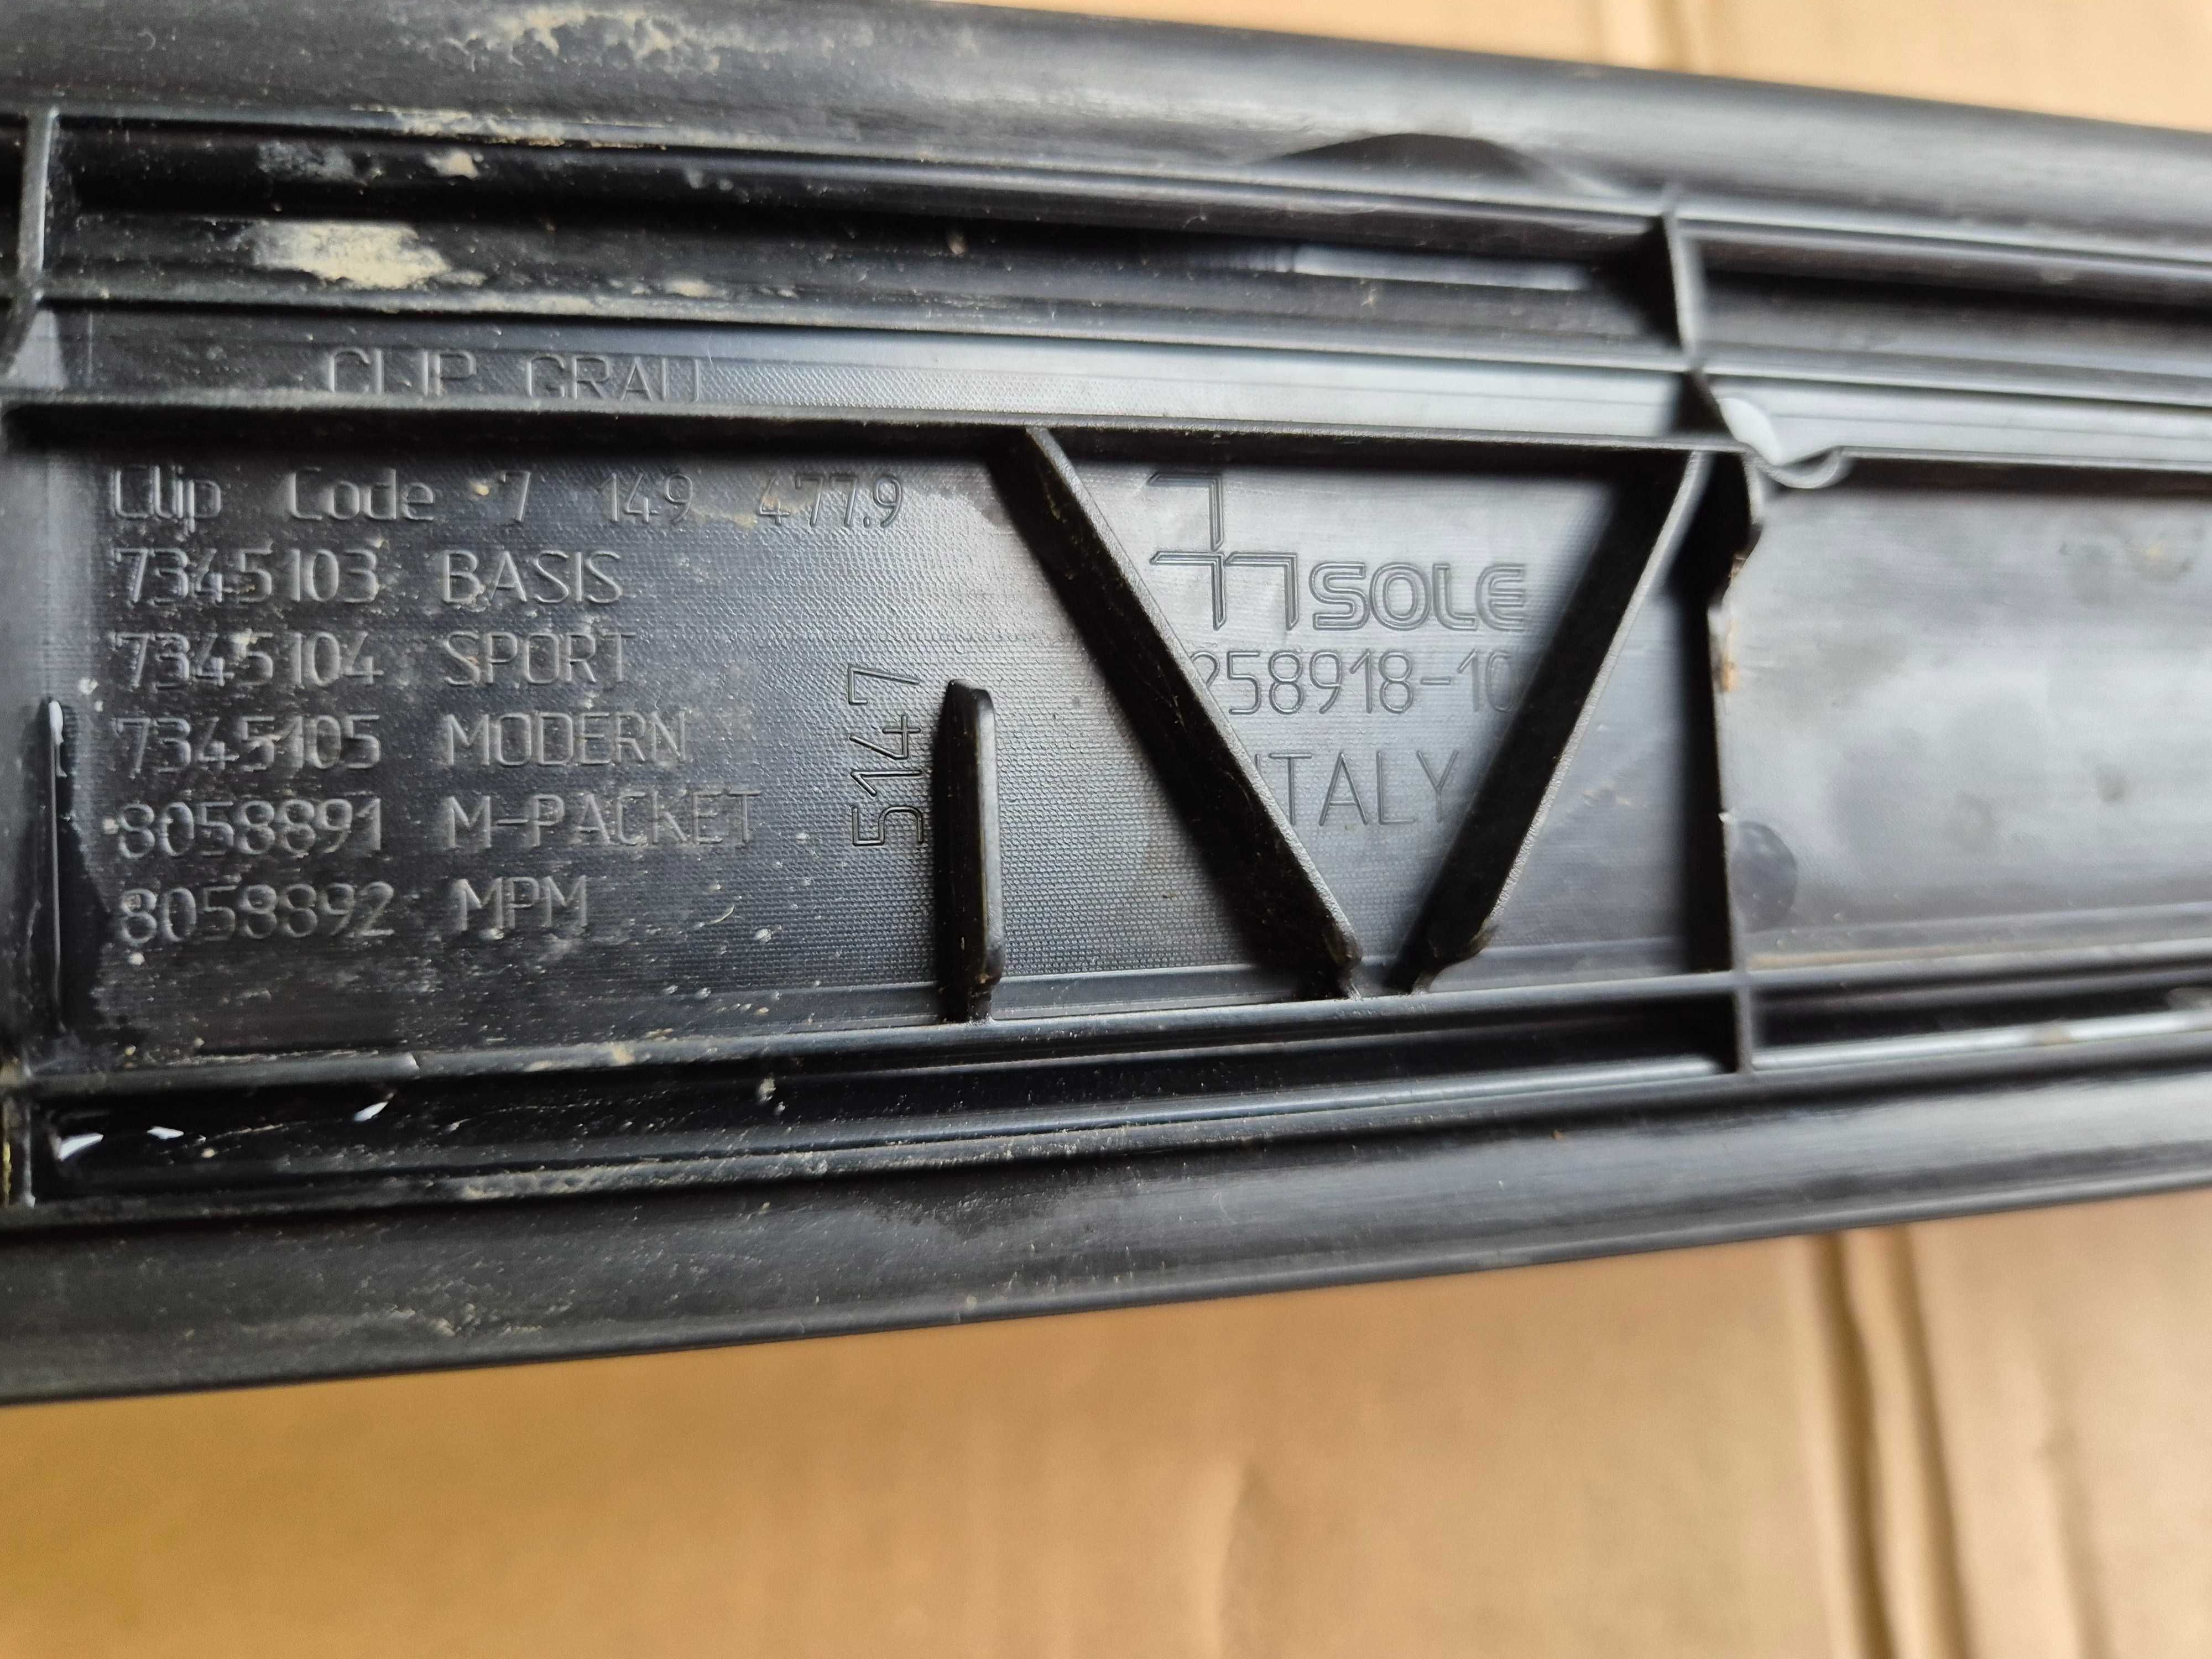 CLIP GRAU
Clip Code 7 149 477.9
7345103 BASIS
7345104 SPORT
7345105 MODERN
8058891 M-PACKET
8058892 MPM
5147
SOLE
258918-10
ITALY